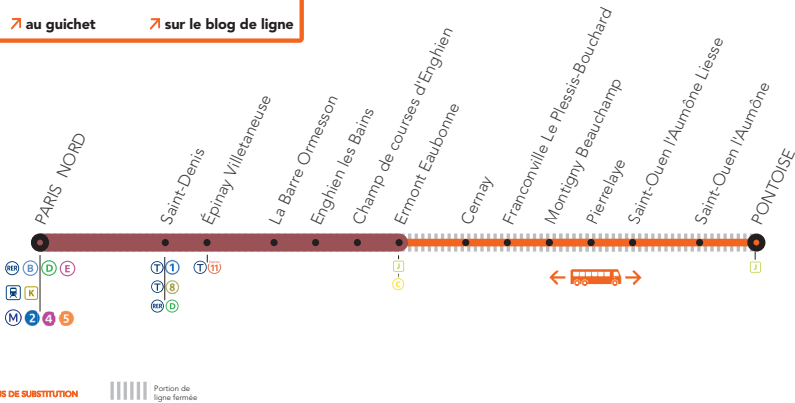 au guichet
sur le blog de ligne
PARIS NORD
Saint-Denis
Épinay Villetaneuse
La Barre Ormesson
Enghien les Bains
Champ de courses d'Enghien
Ermont Eaubonne
Cernay
Franconville Le Plessis-Bouchard
Montigny Beauchamp
Pierrelaye
Saint-Ouen l'Aumône Liesse
Saint-Ouen l'Aumône
PONTOISE
RER B D E
K
M 2 4 5
T 1
T 8
RER D
T 11
J
C
J
US DE SUBSTITUTION
Portion de
ligne fermée